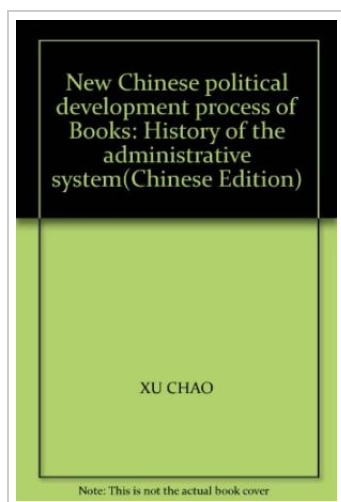 New Chinese political
development process of
Books: History of the
administrative
system(Chinese Edition)
XU CHAO
Note: This is not the actual book cover